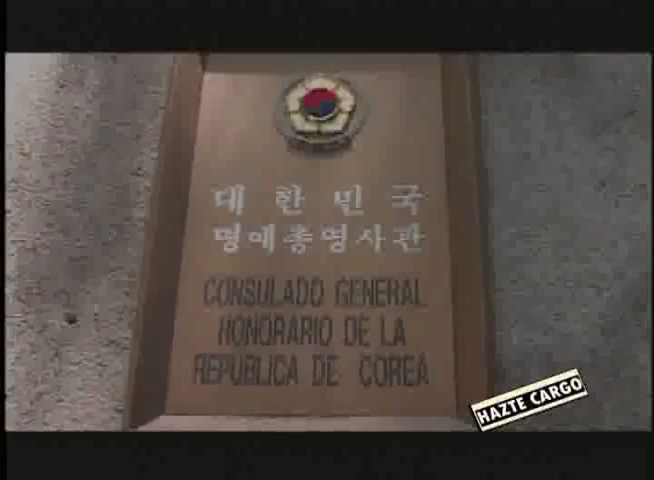 대한민국
명예총영사관
CONSULADO GENERAL
HONORARIO DE LA
REPUBLICA DE COREA
HAZTE CARGO